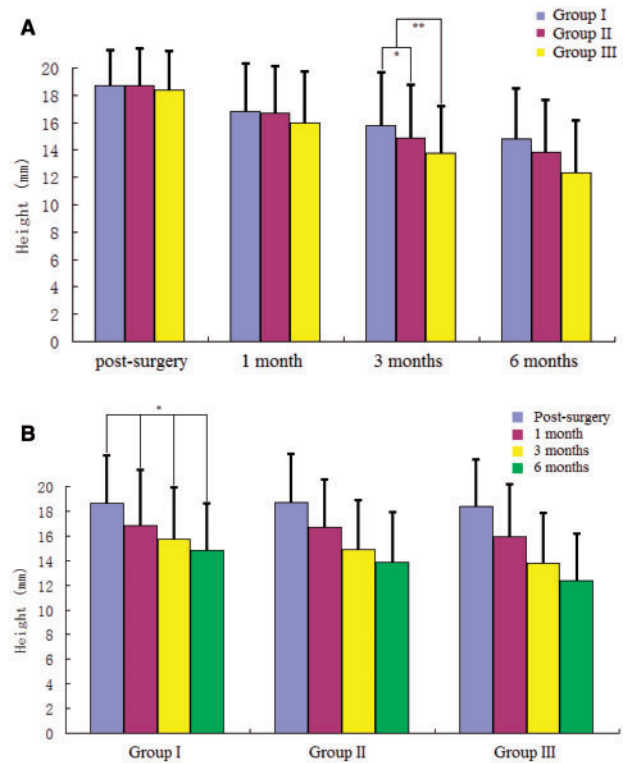 A
Group I
Group II
Group III
**
*
20
18
16
14
12
10
8
6
4
2
0
Height (mm)
post-surgery 1 month 3 months 6 months
B
Post-surgery
1 month
3 months
6 months
*
20
18
16
14
12
10
8
6
4
2
0
Height (mm)
Group I Group II Group III